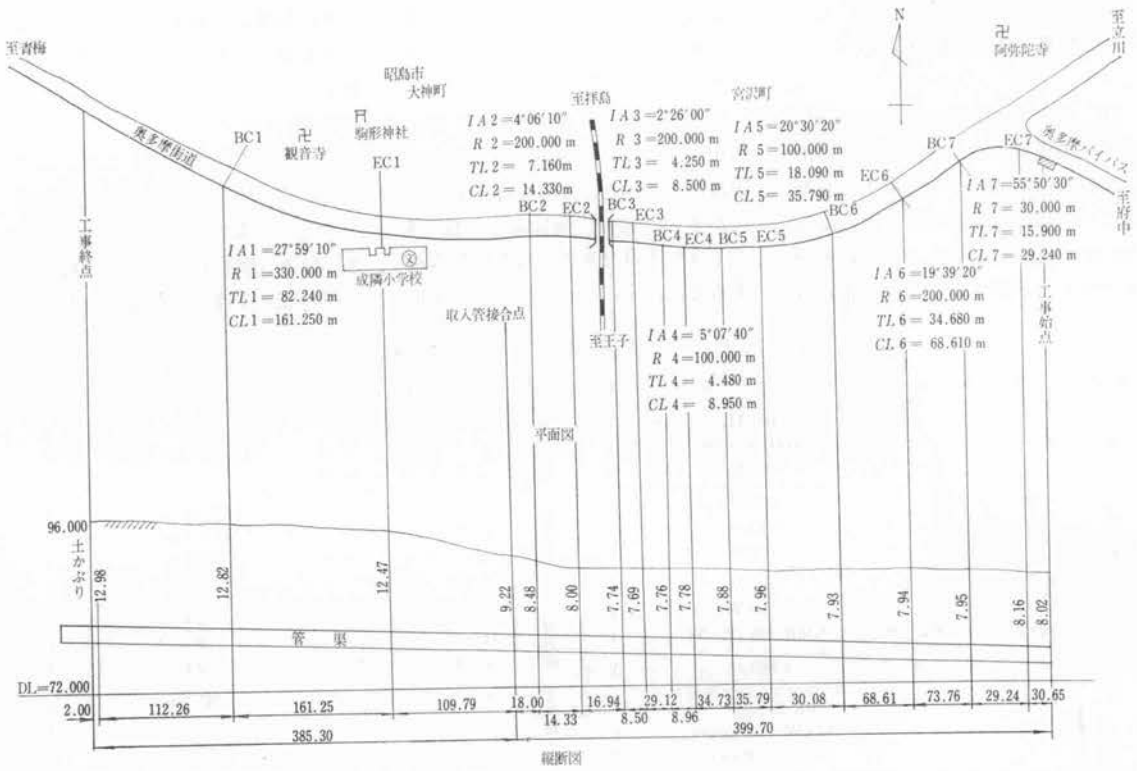 至青梅
奥多摩街道
工事終点
BC1
卍
観音寺
昭島市
大神町
駒形神社
EC1
IA1=27°59′10″
R 1=330.000 m
TL1= 82.240 m
CL1=161.250 m
文
成隣小学校
IA2=4°06′10″
R 2=200.000 m
TL2= 7.160m
CL2= 14.330m
BC2
EC2
取入管接合点
至拝島
IA3=2°26′00″
R 3=200.000 m
TL3= 4.250 m
CL3= 8.500 m
BC3
EC3
至王子
宮沢町
IA5=20°30′20″
R 5=100.000 m
TL5= 18.090 m
CL5= 35.790 m
BC4
EC4
BC5
EC5
IA4= 5°07′40″
R 4=100.000 m
TL4= 4.480 m
CL4= 8.950 m
BC6
EC6
IA6=19°39′20″
R 6=200.000 m
TL6= 34.680 m
CL6= 68.610 m
N
卍
阿弥陀寺
至立川
BC7
EC7
奥多摩バイパス
至府中
IA7=55°50′30″
R 7= 30.000 m
TL7= 15.900 m
CL7= 29.240 m
工事始点
平面図
96.000
土かぶり
12.98
12.82
12.47
9.22
8.48
8.00
7.74
7.69
7.76
7.78
7.88
7.96
7.93
7.94
7.95
8.16
8.02
管渠
DL=72.000
2.00
112.26
161.25
109.79
18.00
14.33
16.94
8.50
29.12
8.96
34.73
35.79
30.08
68.61
73.76
29.24
30.65
385.30
399.70
縦断図